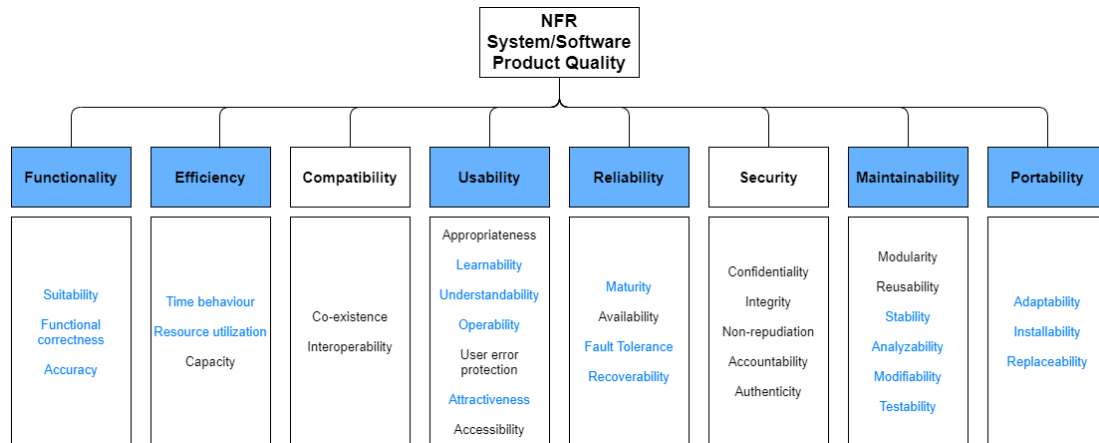 NFR
System/Software
Product Quality
Functionality
Efficiency
Compatibility
Usability
Reliability
Security
Maintainability
Portability
Suitability
Functional
correctness
Accuracy
Time behaviour
Resource utilization
Capacity
Co-existence
Interoperability
Appropriateness
Learnability
Understandability
Operability
User error
protection
Attractiveness
Accessibility
Maturity
Availability
Fault Tolerance
Recoverability
Confidentiality
Integrity
Non-repudiation
Accountability
Authenticity
Modularity
Reusability
Stability
Analyzability
Modifiability
Testability
Adaptability
Installability
Replaceability